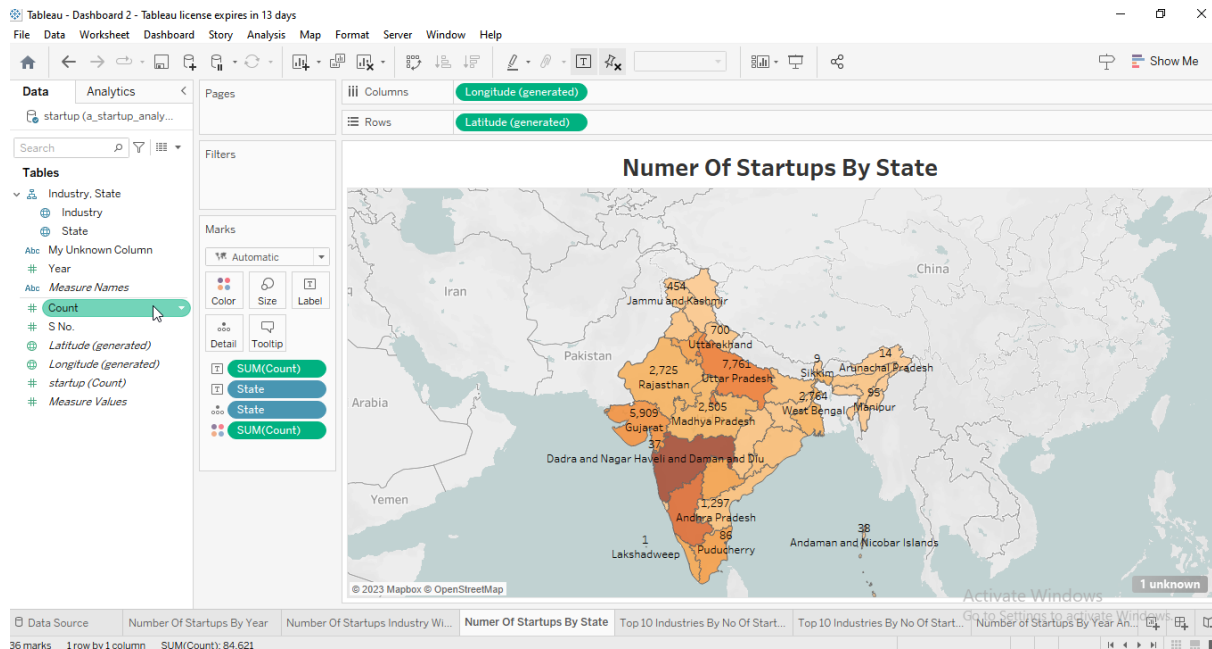 Tableau - Dashboard 2 - Tableau license expires in 13 days
File Data Worksheet Dashboard Story Analysis Map Format Server Window Help
Show Me
Data Analytics
startup (a_startup_analy...
Search
Tables
Industry, State
Industry
State
Abc My Unknown Column
Year
Abc Measure Names
Count
S No.
Latitude (generated)
Longitude (generated)
startup (Count)
Measure Values
Pages
Filters
Marks
Automatic
Color Size Label
Detail Tooltip
SUM(Count)
State
State
SUM(Count)
Columns Longitude (generated)
Rows Latitude (generated)
Numer Of Startups By State
China
Iran
454
Jammu and Kashmir
700
Uttarakhand
Pakistan
9
Sikkim
14
Arunachal Pradesh
7,761
Uttar Pradesh
2,725
Rajasthan
2,764
West Bengal
95
Manipur
Arabia
5,909
Gujarat
2,505
Madhya Pradesh
37
Dadra and Nagar Haveli and Daman and Diu
Yemen
1,297
Andhra Pradesh
86
Puducherry
1
Lakshadweep
38
Andaman and Nicobar Islands
© 2023 Mapbox © OpenStreetMap
1 unknown
Activate Windows
Go to Settings to activate Windows.
Data Source Number Of Startups By Year Number Of Startups Industry Wi... Numer Of Startups By State Top 10 Industries By No Of Start... Top 10 Industries By No Of Start... Number of Startups By Year An...
36 marks 1 row by 1 column SUM(Count): 84,621